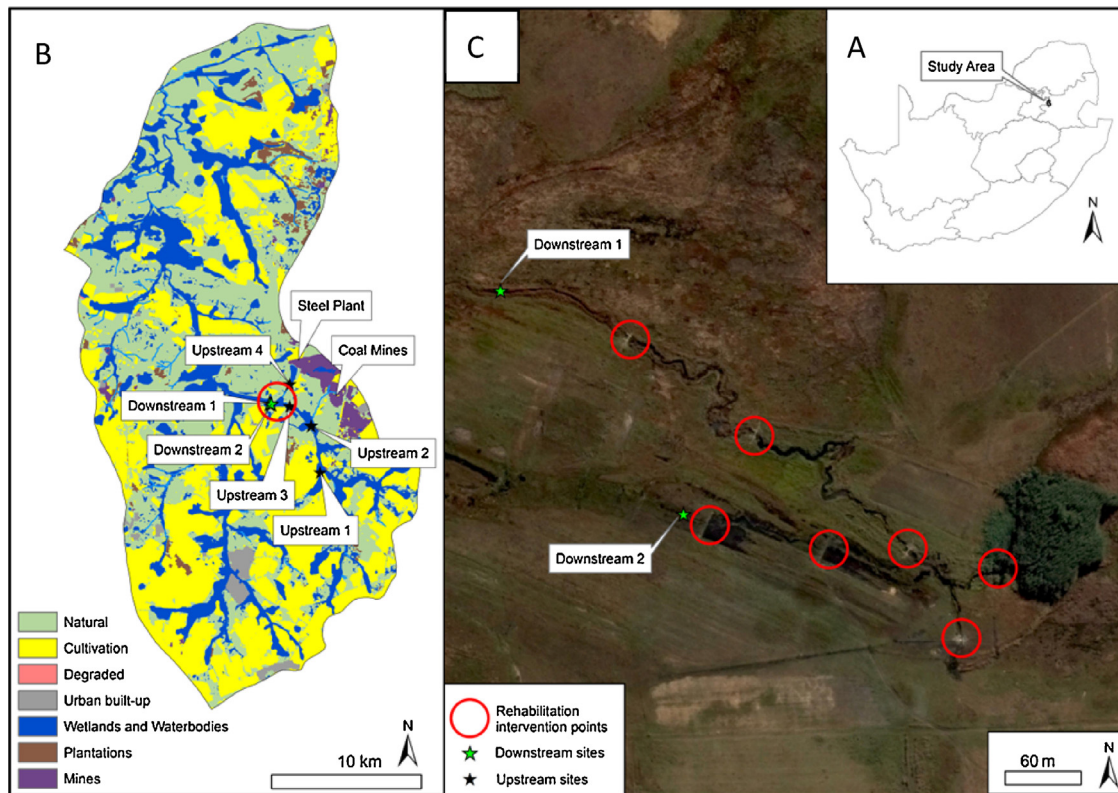 B
Steel Plant
Upstream 4
Coal Mines
Downstream 1
Downstream 2
Upstream 2
Upstream 3
Upstream 1
Natural
Cultivation
Degraded
Urban built-up
Wetlands and Waterbodies
Plantations
Mines
N
10 km
C
Downstream 1
Downstream 2
Rehabilitation
intervention points
Downstream sites
Upstream sites
N
60 m
A
Study Area
N